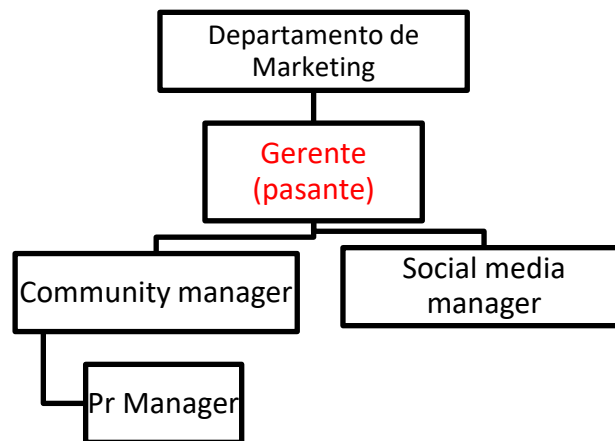 Departamento de
Marketing
Gerente
(pasante)
Community manager
Social media
manager
Pr Manager